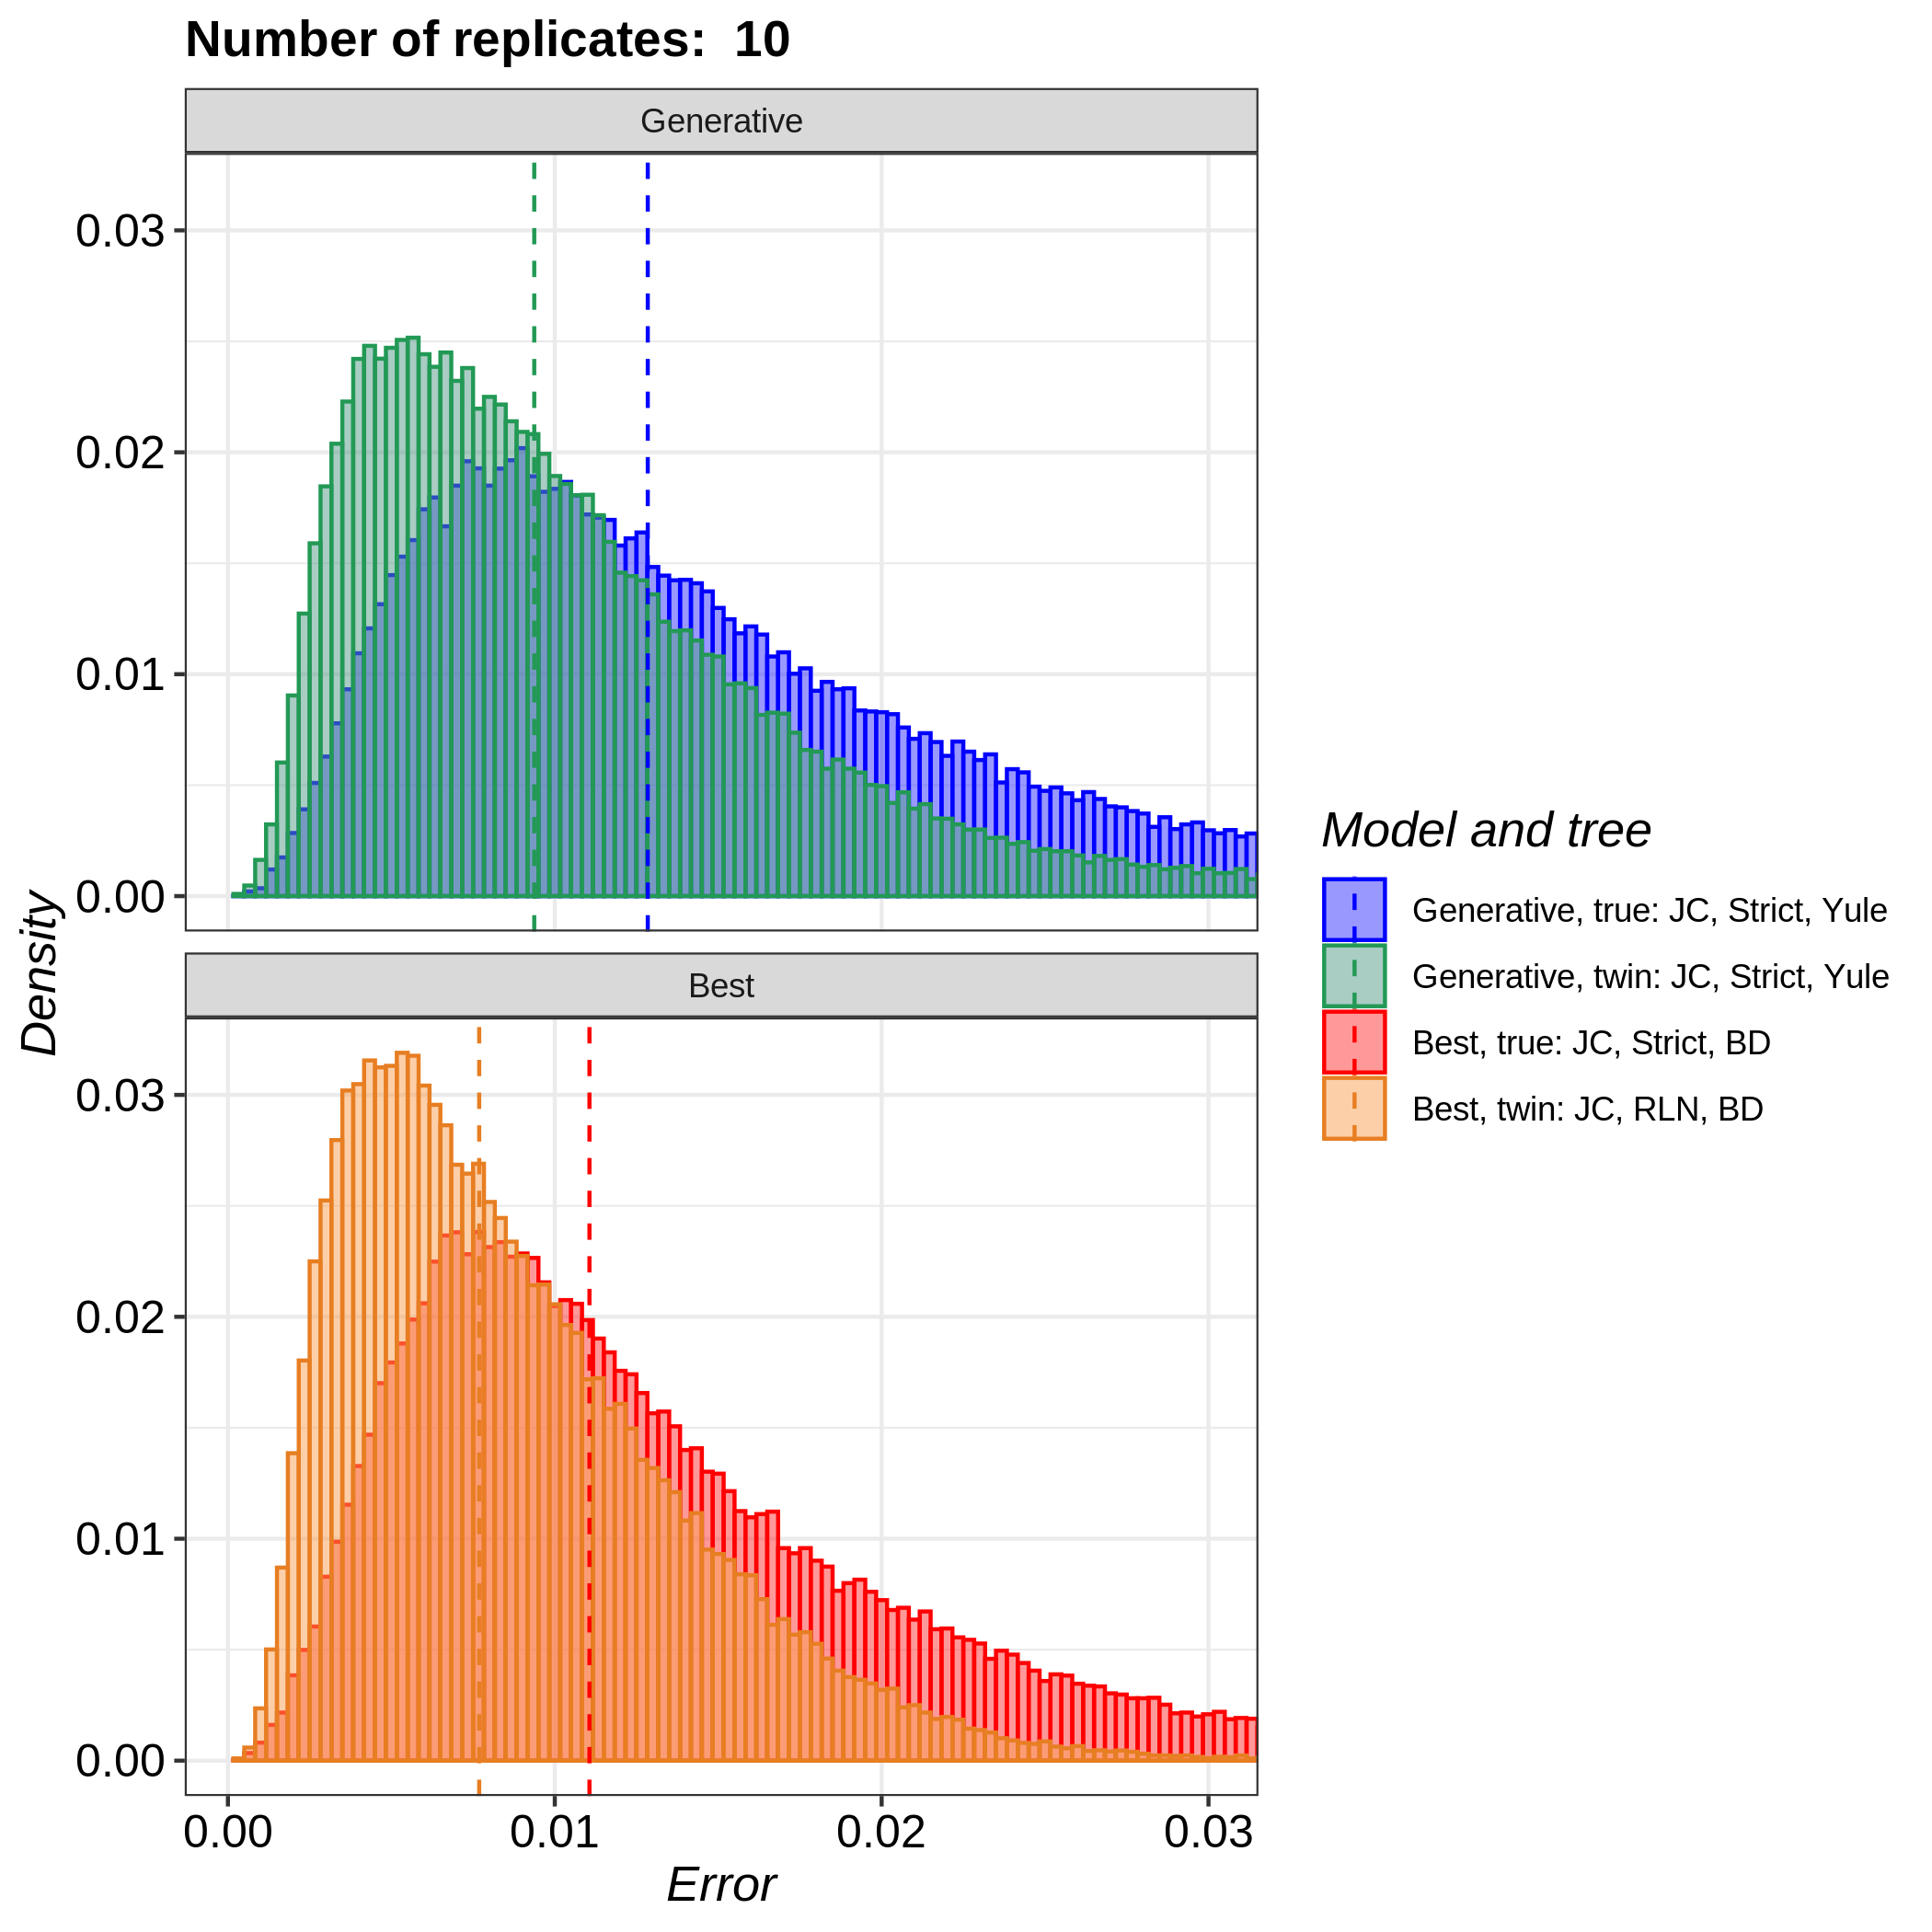 Number of replicates:  10
Generative
0.03
0.02
0.01
0.00
Best
0.03
0.02
0.01
0.00
0.00 0.01 0.02 0.03
Error
Density
Model and tree
Generative, true: JC, Strict, Yule
Generative, twin: JC, Strict, Yule
Best, true: JC, Strict, BD
Best, twin: JC, RLN, BD